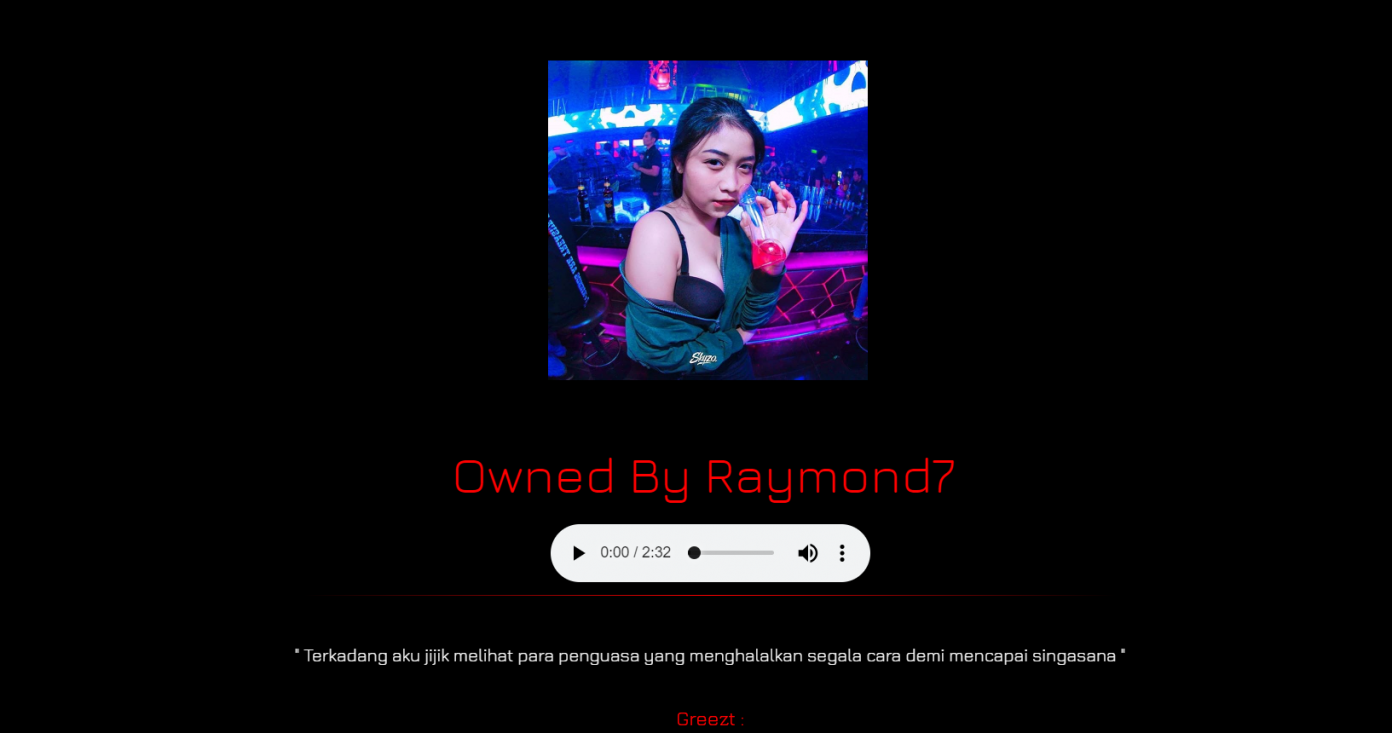 Slyzo.
Owned By Raymond7
0:00 / 2:32
" Terkadang aku jijik melihat para penguasa yang menghalalkan segala cara demi mencapai singasana "
Greezt :